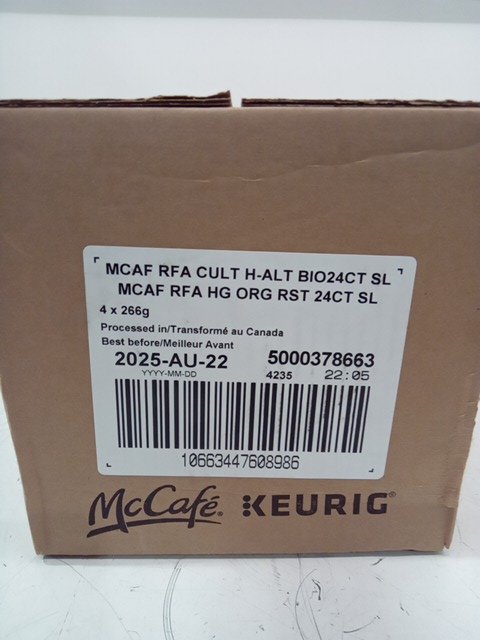 MCAF RFA CULT H-ALT BIO24CT SL
MCAF RFA HG ORG RST 24CT SL
4 x 266g
Processed in/Transformé au Canada
Best before/Meilleur Avant
2025-AU-22 5000378663
YYYY-MM-DD 4235 22:05
10663447608986
McCafé® KEURIG®